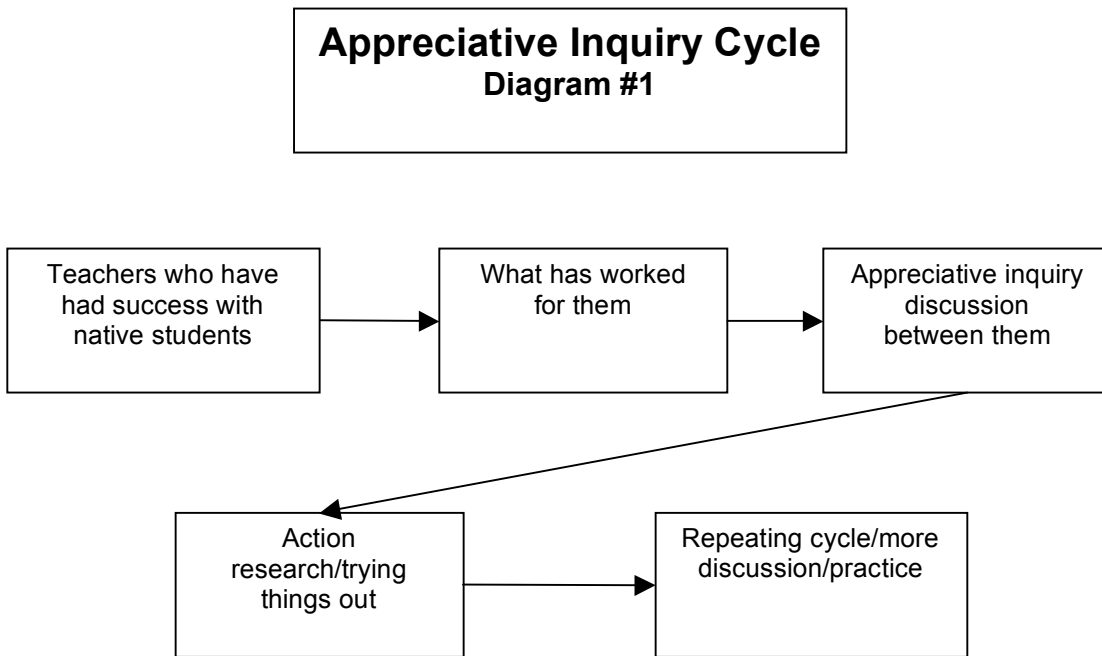 Appreciative Inquiry Cycle
Diagram #1
Teachers who have
had success with
native students
What has worked
for them
Appreciative inquiry
discussion
between them
Action
research/trying
things out
Repeating cycle/more
discussion/practice